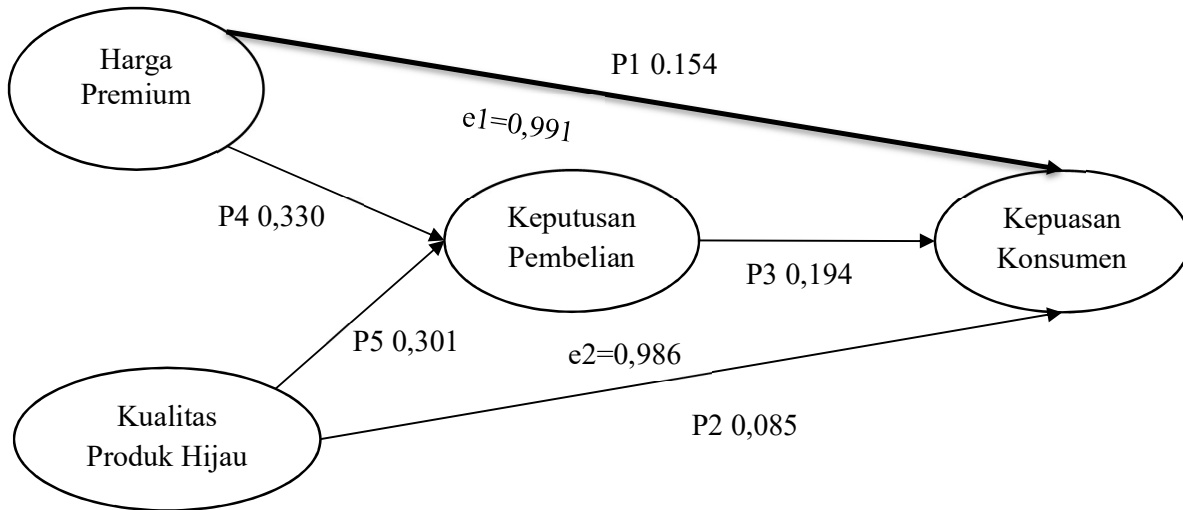 Harga
Premium
P1 0.154
e1=0,991
P4 0,330
Keputusan
Pembelian
Kepuasan
Konsumen
P3 0,194
P5 0,301
e2=0,986
Kualitas
Produk Hijau
P2 0,085